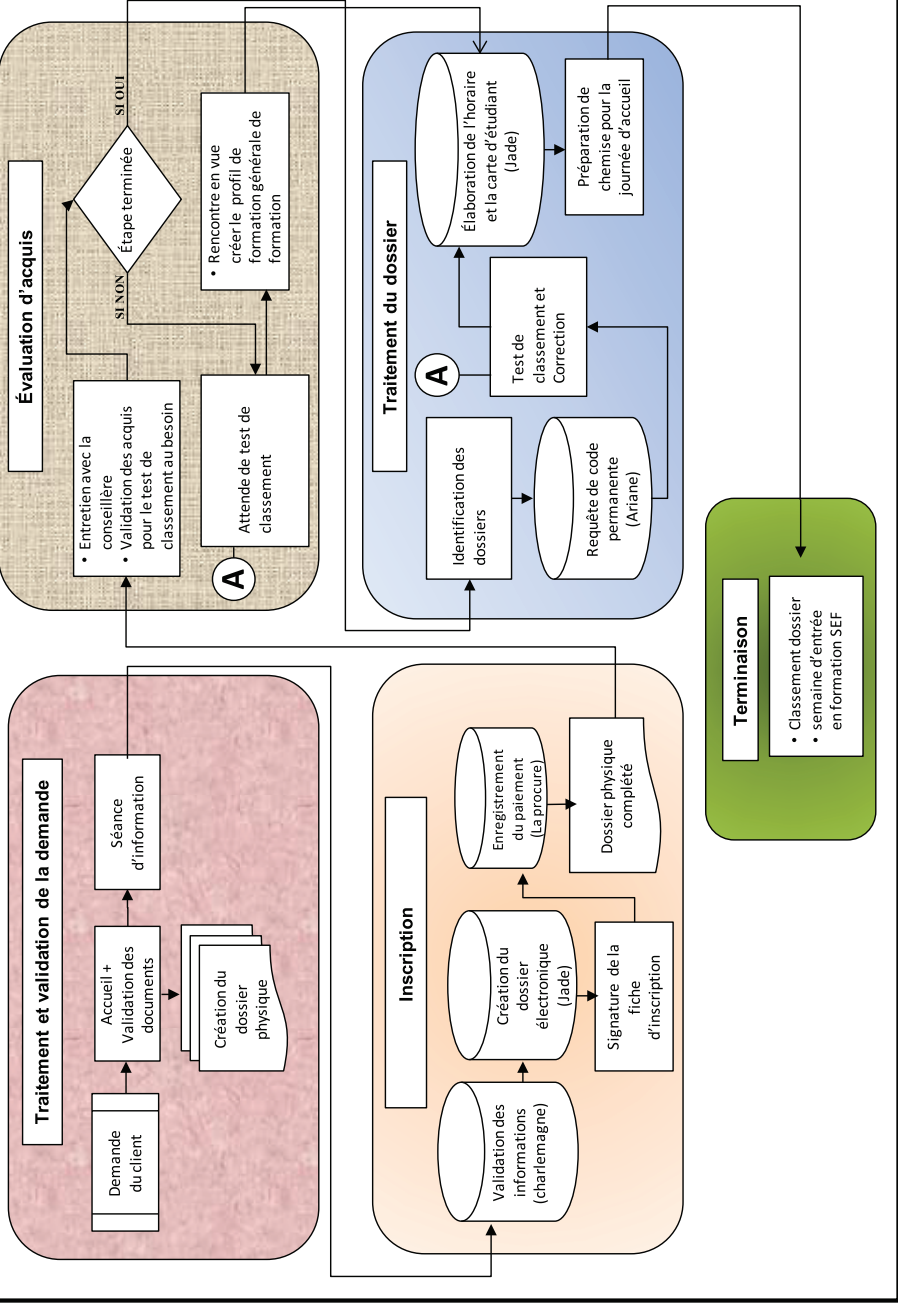 Traitement et validation de la demande
Demande
du client
Accueil +
Validation des
documents
Création du
dossier
physique
Séance
d'information
Inscription
Validation des
informations
(charlemagne)
Création du
dossier
électronique
(Jade)
Signature de la
fiche
d'inscription
Enregistrement
du paiement
(La procure)
Dossier physique
complété
Évaluation d'acquis
• Entretien avec la
conseillère
• Validation des acquis
pour le test de
classement au besoin
Étape terminée
SI OUI
SI NON
A
Attende de test de
classement
• Rencontre en vue
créer le profil de
formation générale de
formation
Traitement du dossier
Identification des
dossiers
Requête de code
permanente
(Ariane)
A
Test de
classement et
Correction
Élaboration de l'horaire
et la carte d'étudiant
(Jade)
Préparation de
chemise pour la
journée d'accueil
Terminaison
• Classement dossier
• semaine d'entrée
en formation SEF